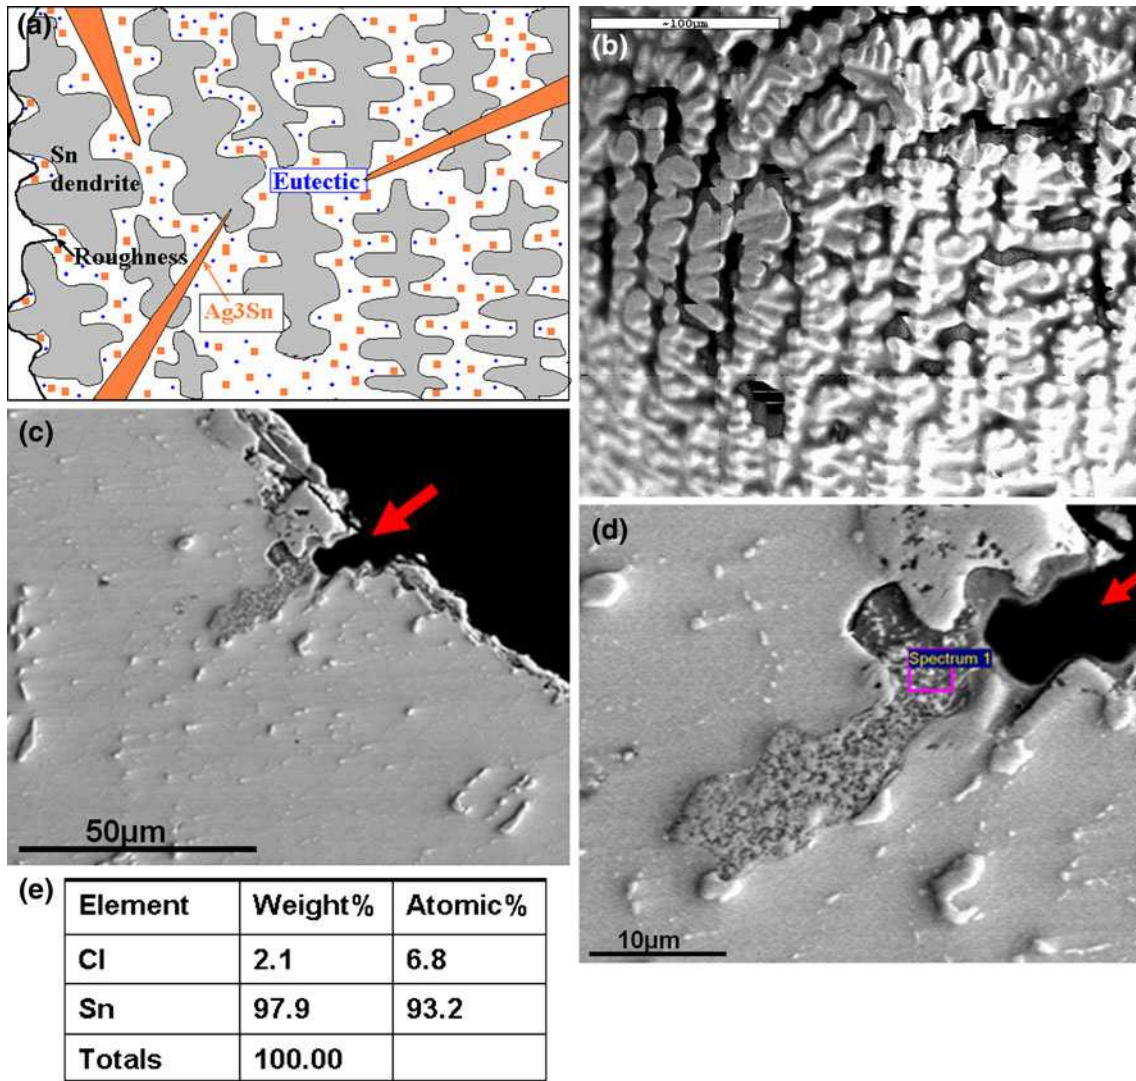 (a)
Sn
dendrite
Eutectic
Roughness
Ag3Sn
~100μm
(b)
(c)
50μm
(d)
Spectrum 1
10μm
(e)
Element Weight% Atomic%
Cl 2.1 6.8
Sn 97.9 93.2
Totals 100.00